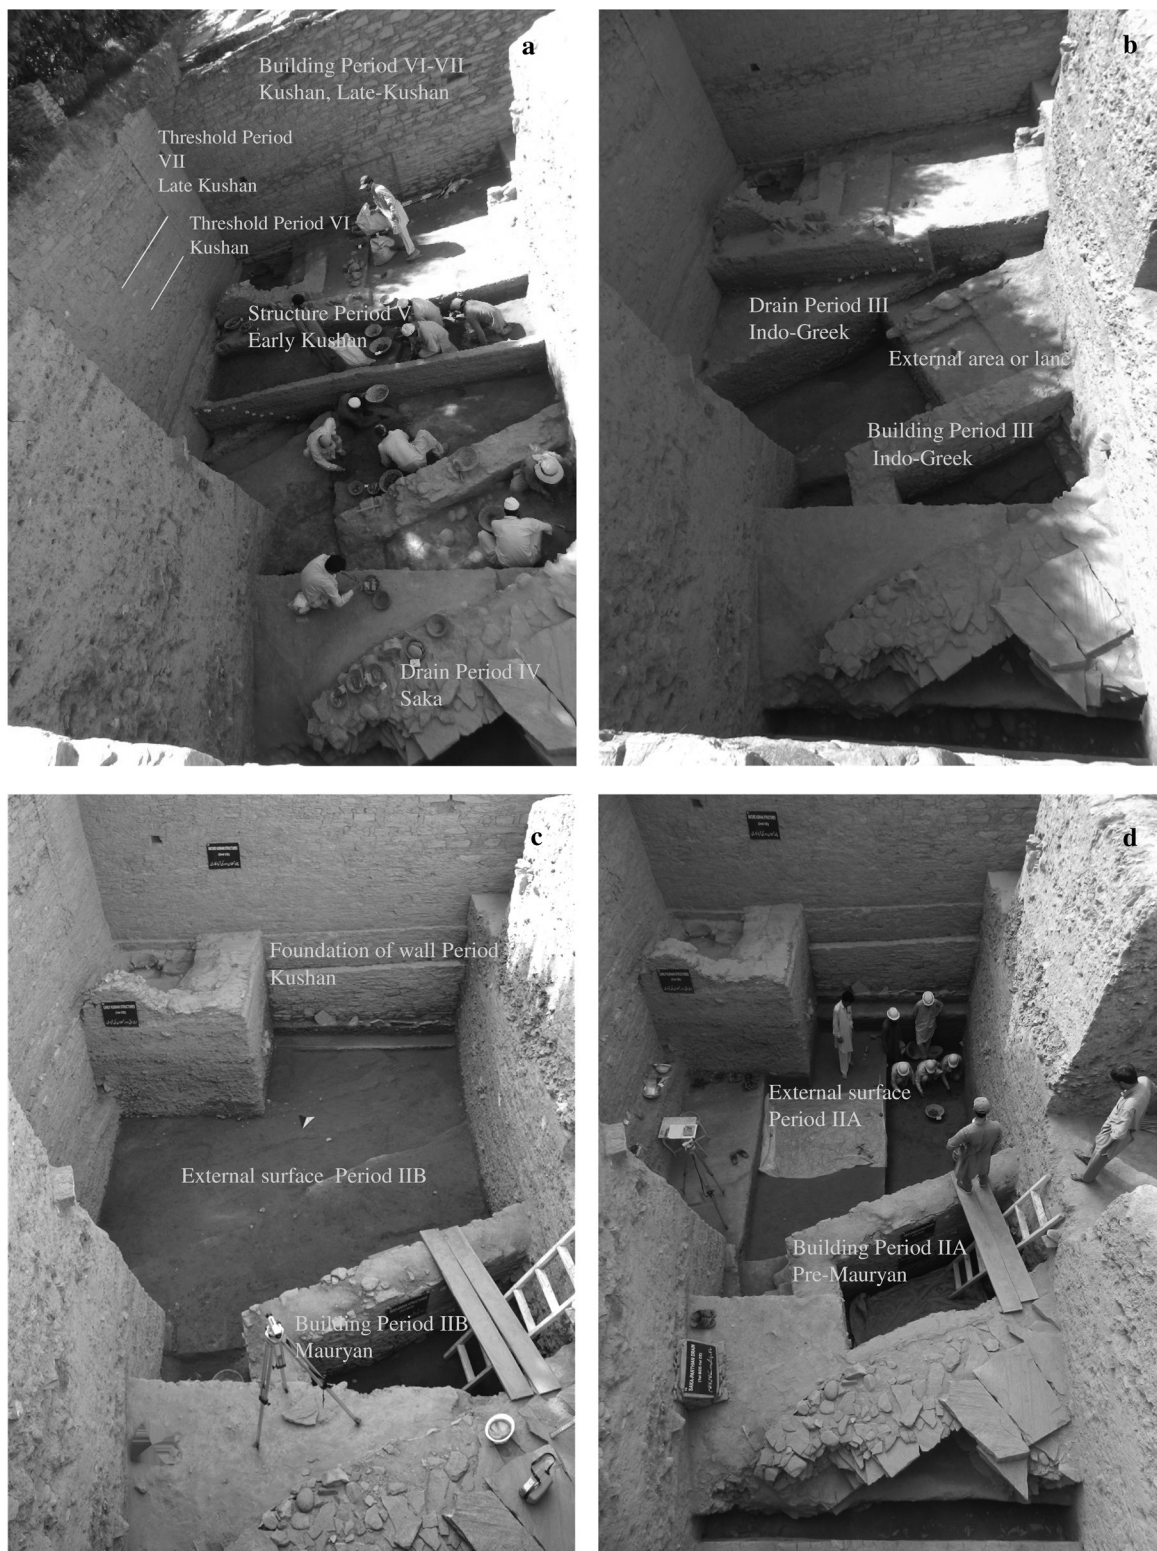 a
Building Period VI-VII
Kushan, Late-Kushan
Threshold Period
VII
Late Kushan
Threshold Period VI
Kushan
Structure Period V
Early Kushan
Drain Period IV
Saka
b
Drain Period III
Indo-Greek
External area or lane
Building Period III
Indo-Greek
c
Foundation of wall Period
Kushan
External surface Period IIB
Building Period IIB
Mauryan
d
External surface
Period IIA
Building Period IIA
Pre-Mauryan